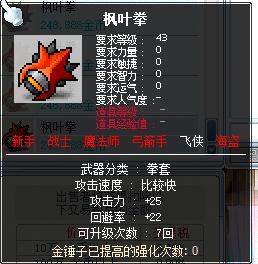 枫叶拳
要求等级： 43
要求力量： 0
要求敏捷： 0
要求智力： 0
要求运气： 0
要求人气度： -
道具等级： -
道具经验值： -
新手 战士 魔法师 弓箭手 飞侠 海盗
武器分类 ： 拳套
攻击速度 ： 比较快
攻击力 ： +25
回避率 ： +22
可升级次数 ： 7回
金锤子已提高的强化次数: 0
枫叶拳